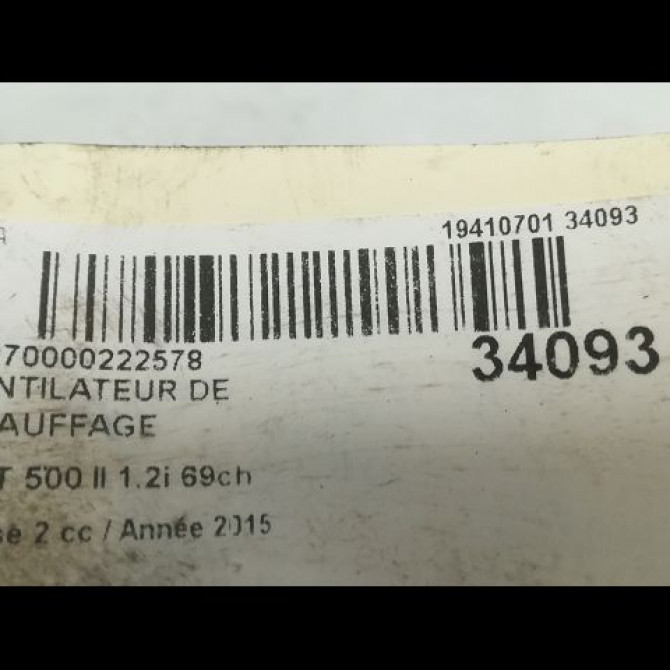 19410701 34093
70000222578
34093
NTILATEUR DE
AUFFAGE
T 500 II 1.2i 69ch
se 2 cc / Année 2015